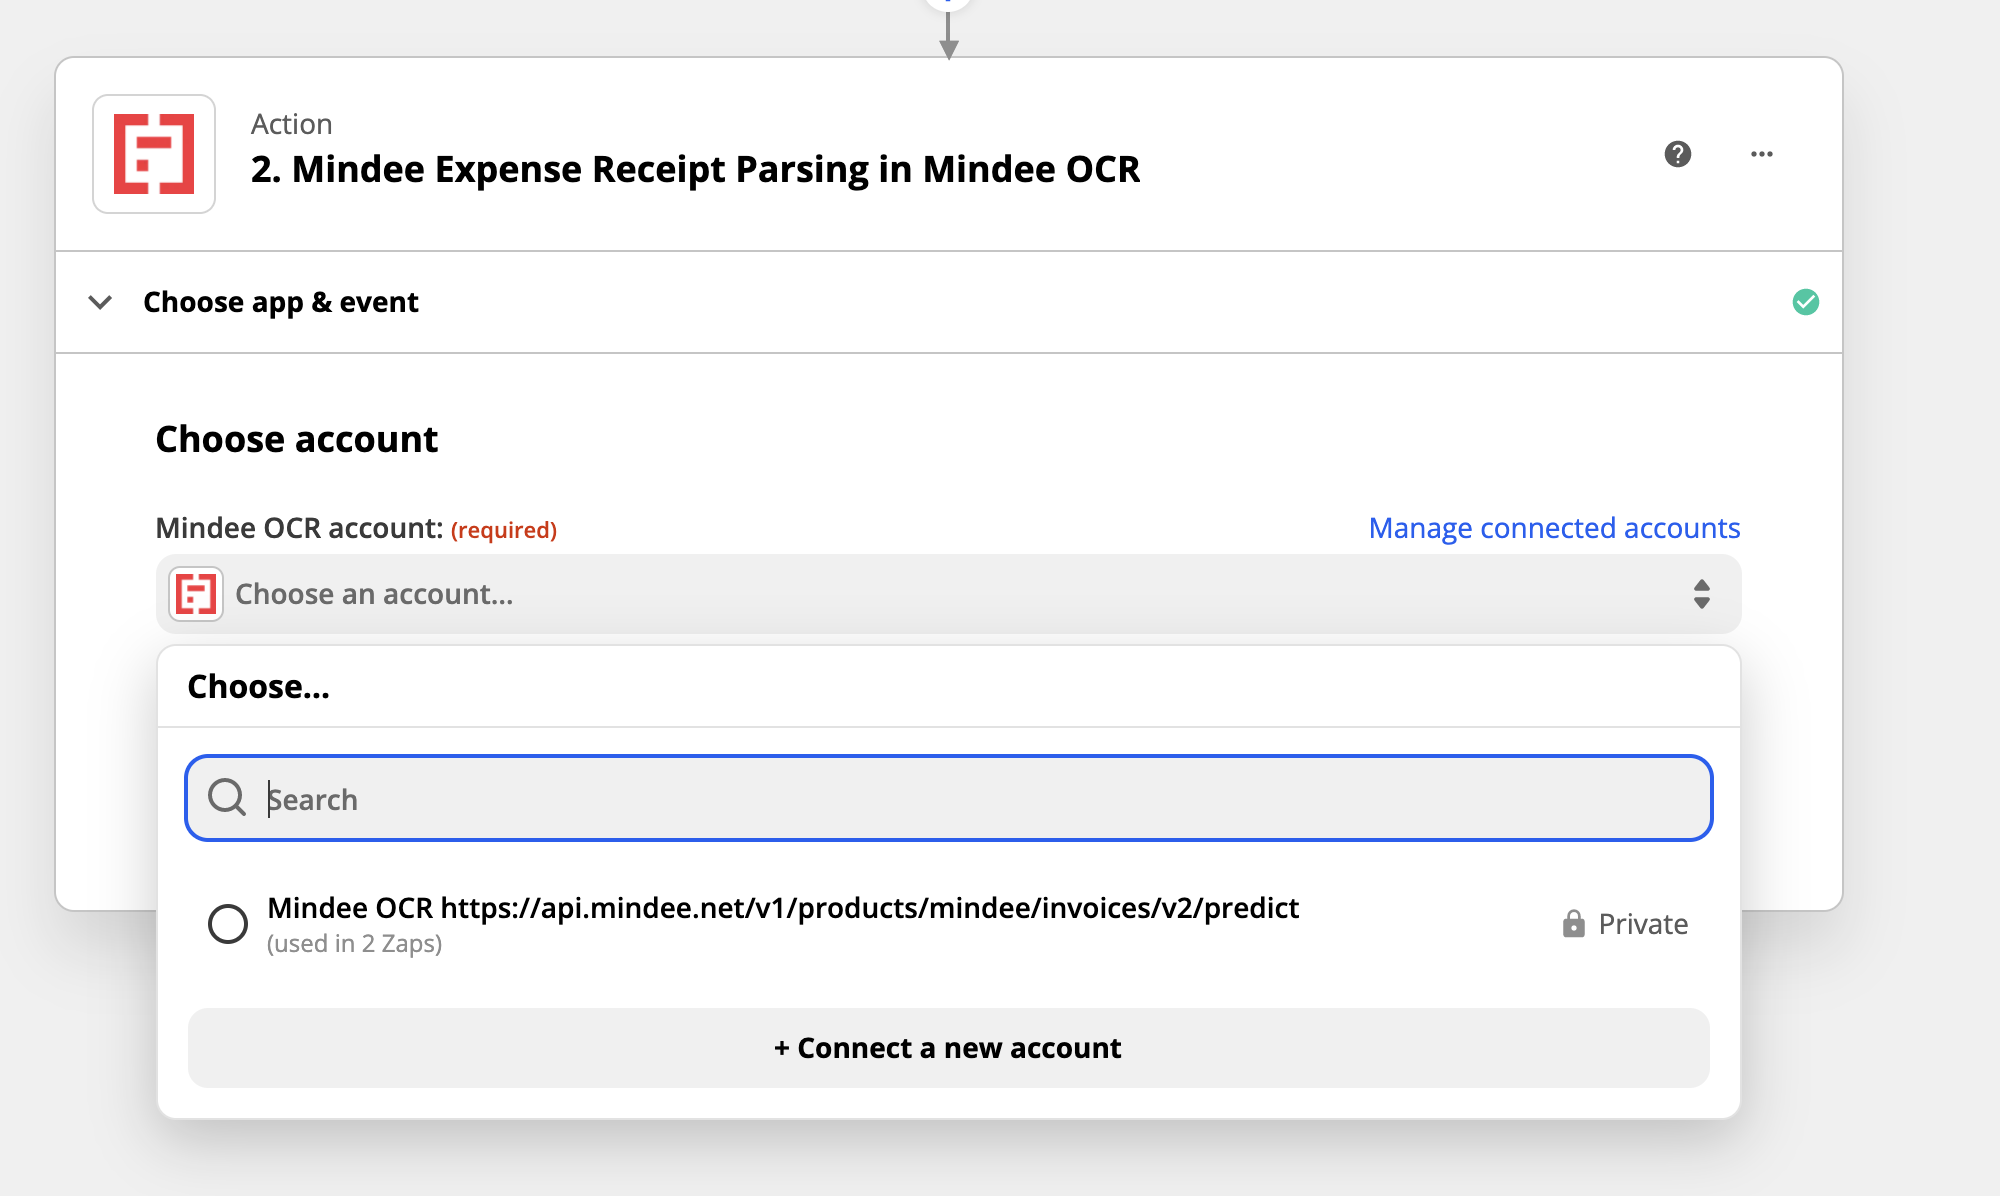 Action
2. Mindee Expense Receipt Parsing in Mindee OCR
Choose app & event
Choose account
Mindee OCR account: (required) Manage connected accounts
Choose an account...
Choose...
Search
Mindee OCR https://api.mindee.net/v1/products/mindee/invoices/v2/predict
(used in 2 Zaps)
Private
+ Connect a new account